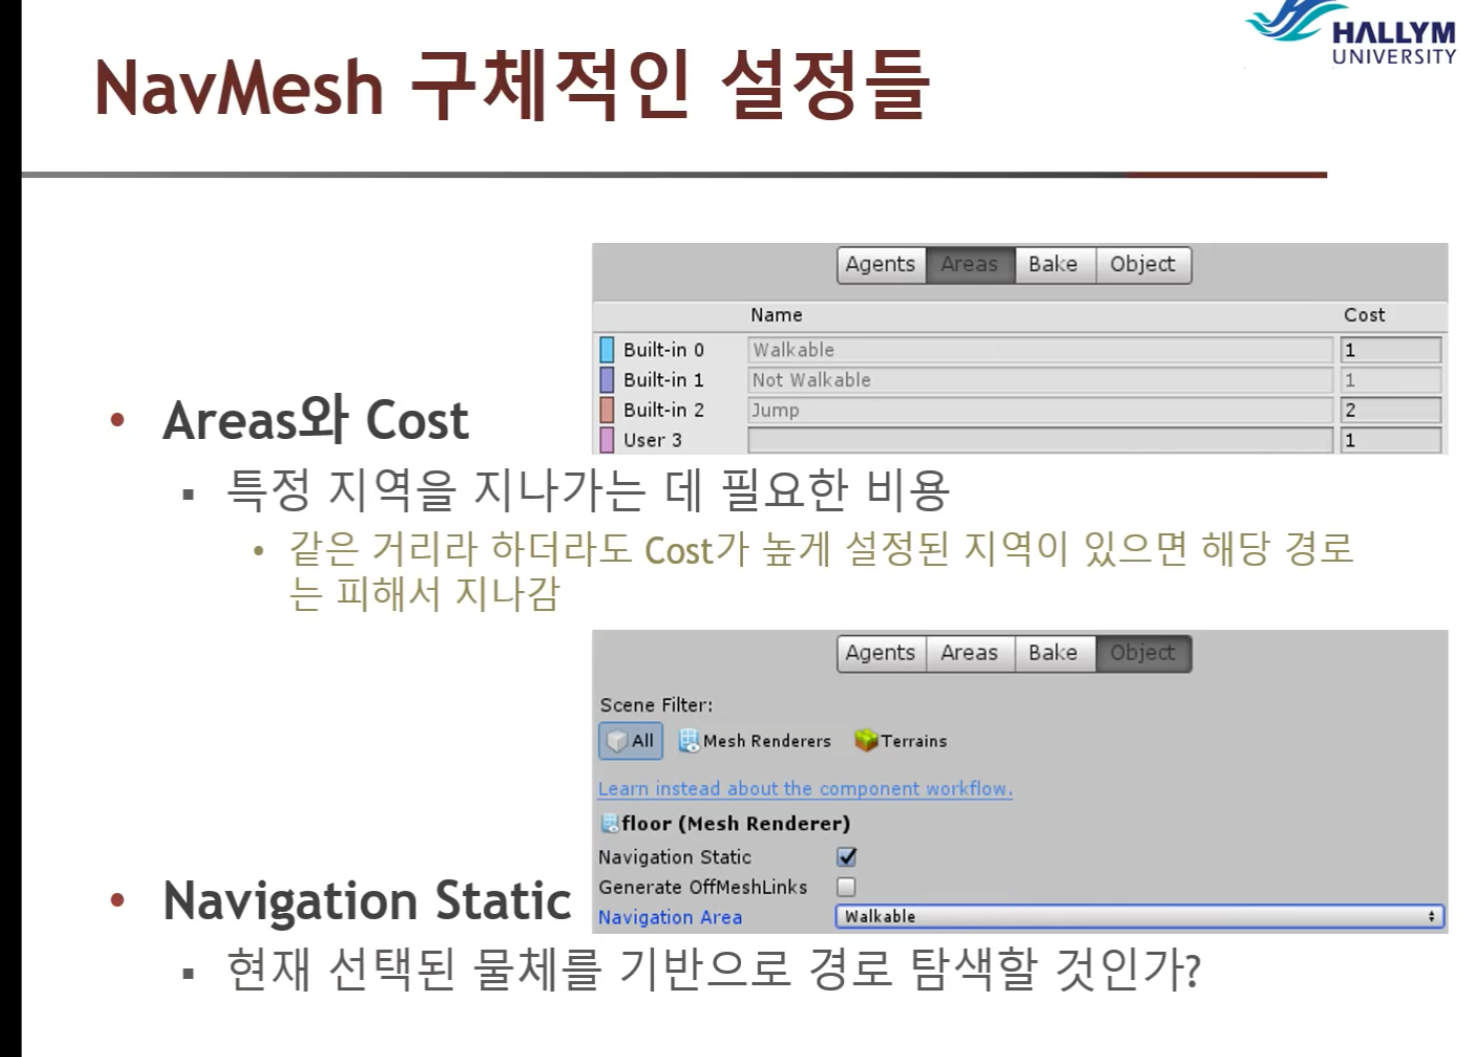 HALLYM
UNIVERSITY
NavMesh 구체적인 설정들
Agents Areas Bake Object
Name Cost
Built-in 0 Walkable 1
Built-in 1 Not Walkable 1
Built-in 2 Jump 2
User 3 1
• Areas와 Cost
▪ 특정 지역을 지나가는 데 필요한 비용
• 같은 거리라 하더라도 Cost가 높게 설정된 지역이 있으면 해당 경로
는 피해서 지나감
Agents Areas Bake Object
Scene Filter:
All Mesh Renderers Terrains
Learn instead about the component workflow.
floor (Mesh Renderer)
Navigation Static
Generate OffMeshLinks
Navigation Area Walkable
• Navigation Static
▪ 현재 선택된 물체를 기반으로 경로 탐색할 것인가?